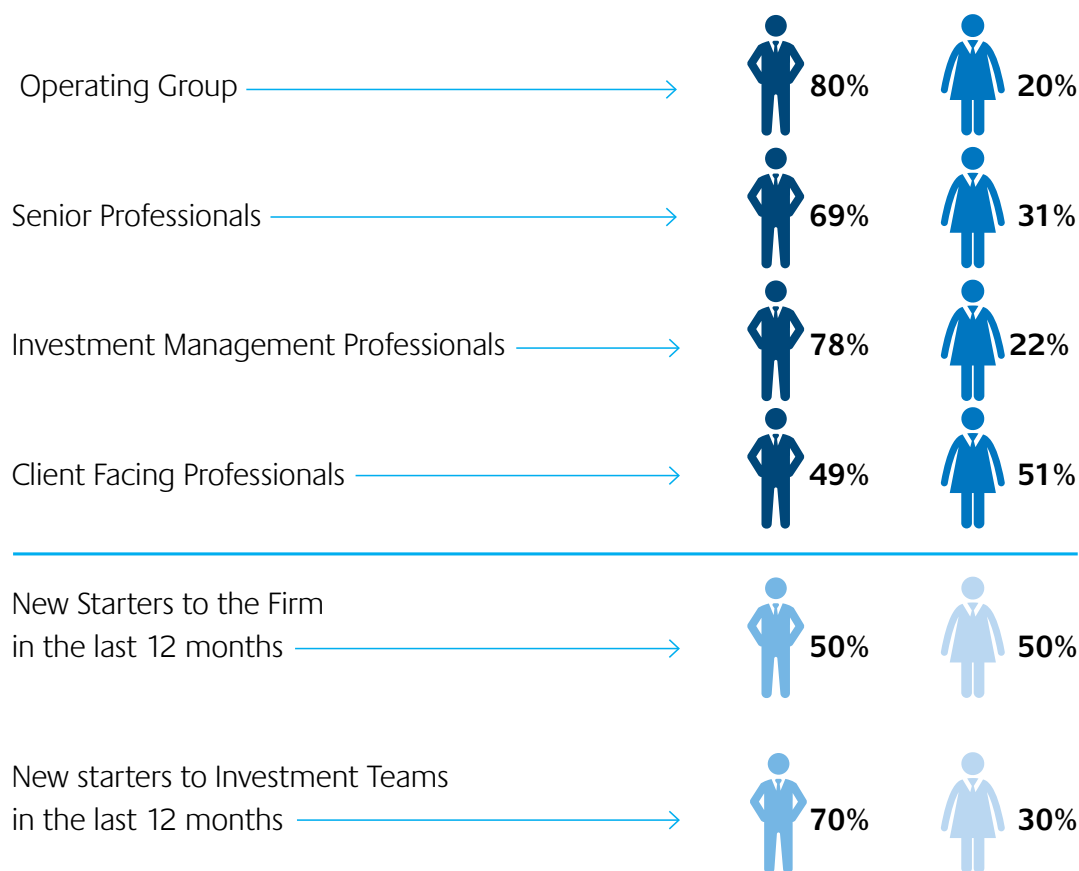 Operating Group 80% 20%
Senior Professionals 69% 31%
Investment Management Professionals 78% 22%
Client Facing Professionals 49% 51%
New Starters to the Firm
in the last 12 months 50% 50%
New starters to Investment Teams
in the last 12 months 70% 30%